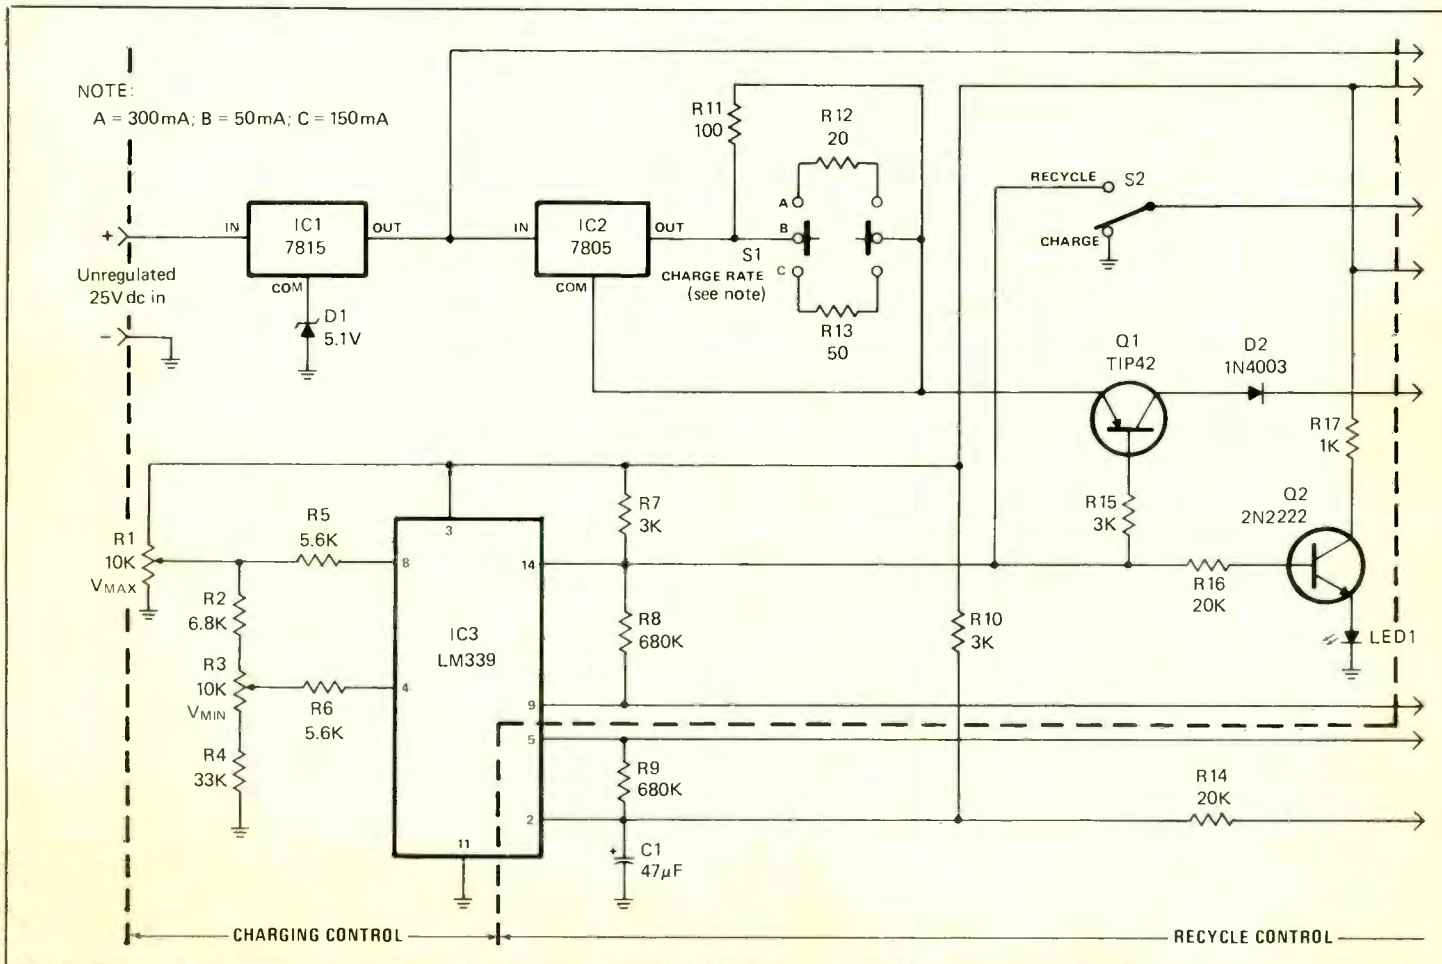 NOTE:
A = 300mA; B = 50mA; C = 150mA
R11
100
R12
20
RECYCLE
S2
CHARGE
A
B
C
+
IN
IC1
7815
OUT
COM
IN
IC2
7805
OUT
COM
S1
CHARGE RATE
(see note)
Unregulated
25V dc in
-
D1
5.1V
R13
50
Q1
TIP42
D2
1N4003
R17
1K
R1
10K
VMAX
R5
5.6K
3
8
R7
3K
14
R15
3K
Q2
2N2222
R16
20K
R2
6.8K
R3
10K
VMIN
R6
5.6K
4
IC3
LM339
R8
680K
R10
3K
LED1
9
5
R4
33K
R9
680K
R14
20K
2
11
+
C1
47µF
CHARGING CONTROL
RECYCLE CONTROL